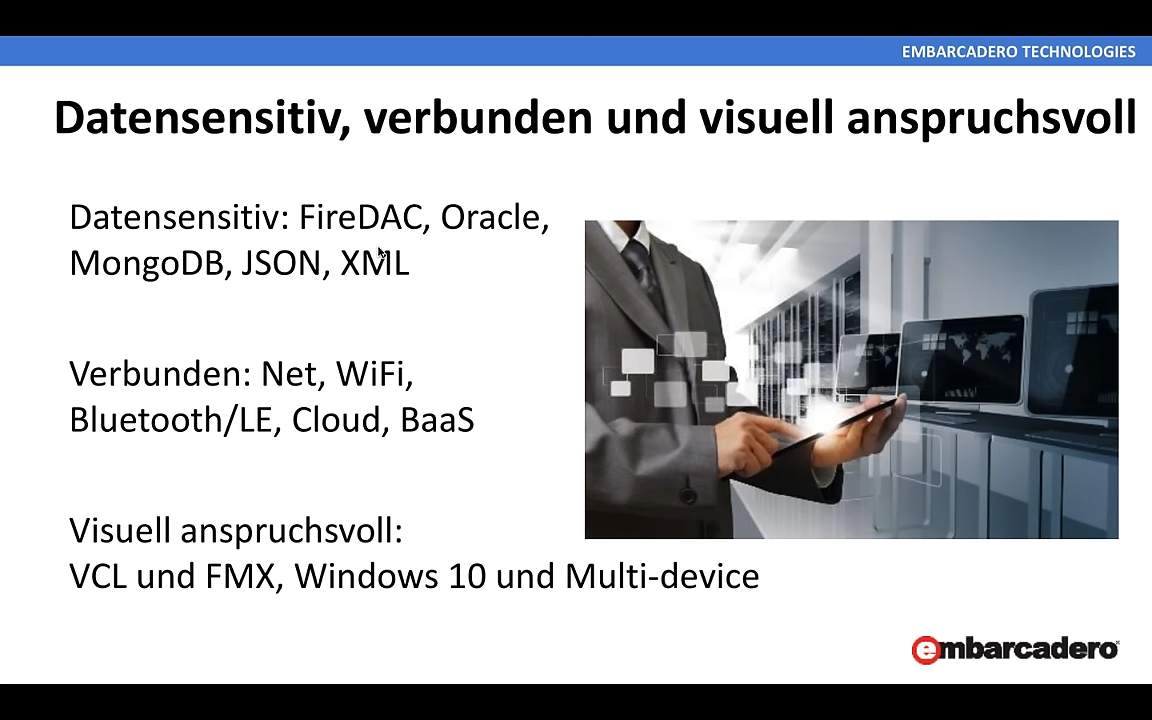 EMBARCADERO TECHNOLOGIES
Datensensitiv, verbunden und visuell anspruchsvoll
Datensensitiv: FireDAC, Oracle,
MongoDB, JSON, XML
Verbunden: Net, WiFi,
Bluetooth/LE, Cloud, BaaS
Visuell anspruchsvoll:
VCL und FMX, Windows 10 und Multi-device
embarcadero